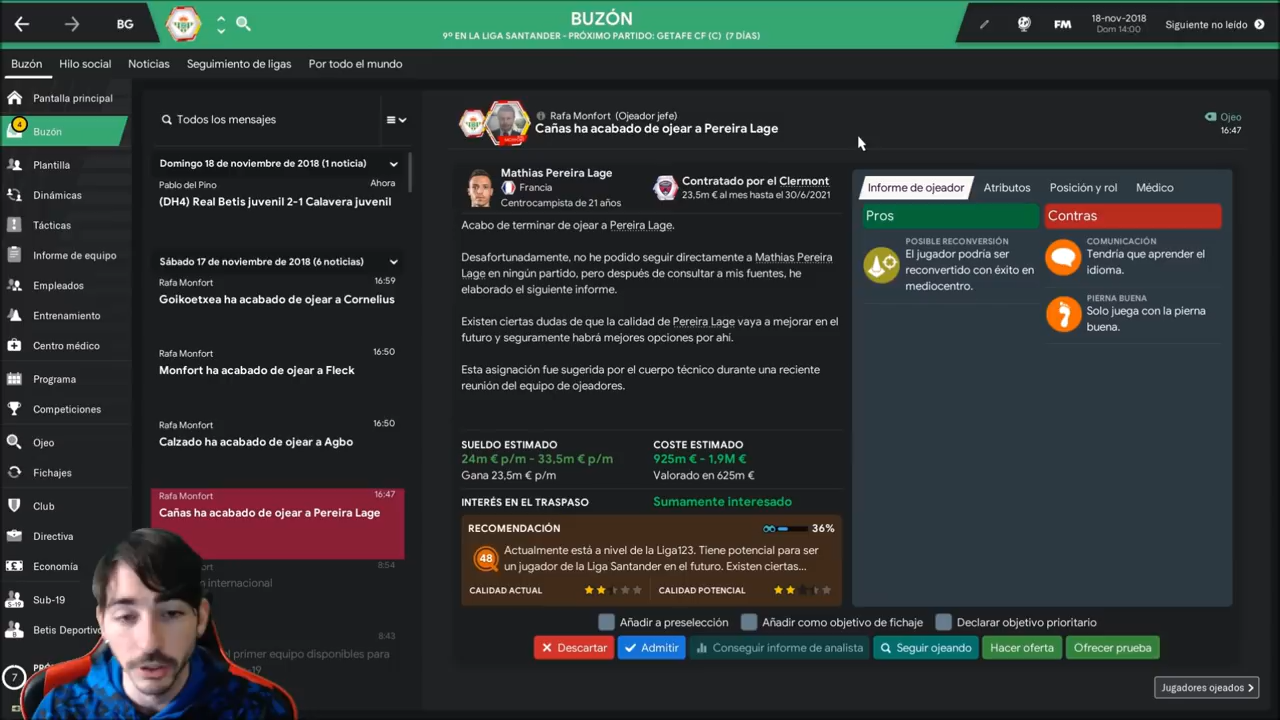 BG
BUZÓN
9º EN LA LIGA SANTANDER - PRÓXIMO PARTIDO: GETAFE CF (C) (7 DÍAS)
FM
18-nov-2018
Dom 14:00
Siguiente no leído
Buzón
Hilo social
Noticias
Seguimiento de ligas
Por todo el mundo
Pantalla principal
4
Buzón
Plantilla
Dinámicas
Tácticas
Informe de equipo
Empleados
Entrenamiento
Centro médico
Programa
Competiciones
Ojeo
Fichajes
Club
Directiva
Economía
S-19
Sub-19
B
Betis Deportivo
7
Todos los mensajes
Domingo 18 de noviembre de 2018 (1 noticia)
Pablo del Pino
Ahora
(DH4) Real Betis juvenil 2-1 Calavera juvenil
Sábado 17 de noviembre de 2018 (6 noticias)
Rafa Monfort
16:59
Goikoetxea ha acabado de ojear a Cornelius
Rafa Monfort
16:50
Monfort ha acabado de ojear a Fleck
Rafa Monfort
16:50
Calzado ha acabado de ojear a Agbo
Rafa Monfort
16:47
Cañas ha acabado de ojear a Pereira Lage
8:54
internacional
8:43
primer equipo disponibles para
Rafa Monfort (Ojeador jefe)
Cañas ha acabado de ojear a Pereira Lage
Ojeo
16:47
Mathias Pereira Lage
Francia
Centrocampista de 21 años
Contratado por el Clermont
23,5m € al mes hasta el 30/6/2021
Acabo de terminar de ojear a Pereira Lage.
Desafortunadamente, no he podido seguir directamente a Mathias Pereira
Lage en ningún partido, pero después de consultar a mis fuentes, he
elaborado el siguiente informe.
Existen ciertas dudas de que la calidad de Pereira Lage vaya a mejorar en el
futuro y seguramente habrá mejores opciones por ahí.
Esta asignación fue sugerida por el cuerpo técnico durante una reciente
reunión del equipo de ojeadores.
SUELDO ESTIMADO
24m € p/m - 33,5m € p/m
Gana 23,5m € p/m
COSTE ESTIMADO
925m € - 1,9M €
Valorado en 625m €
INTERÉS EN EL TRASPASO
Sumamente interesado
RECOMENDACIÓN
36%
48
Actualmente está a nivel de la Liga123. Tiene potencial para ser
un jugador de la Liga Santander en el futuro. Existen ciertas...
CALIDAD ACTUAL
CALIDAD POTENCIAL
Informe de ojeador
Atributos
Posición y rol
Médico
Pros
Contras
POSIBLE RECONVERSIÓN
El jugador podría ser
reconvertido con éxito en
mediocentro.
COMUNICACIÓN
Tendría que aprender el
idioma.
PIERNA BUENA
Solo juega con la pierna
buena.
Añadir a preselección
Añadir como objetivo de fichaje
Declarar objetivo prioritario
Descartar
Admitir
Conseguir informe de analista
Seguir ojeando
Hacer oferta
Ofrecer prueba
Jugadores ojeados